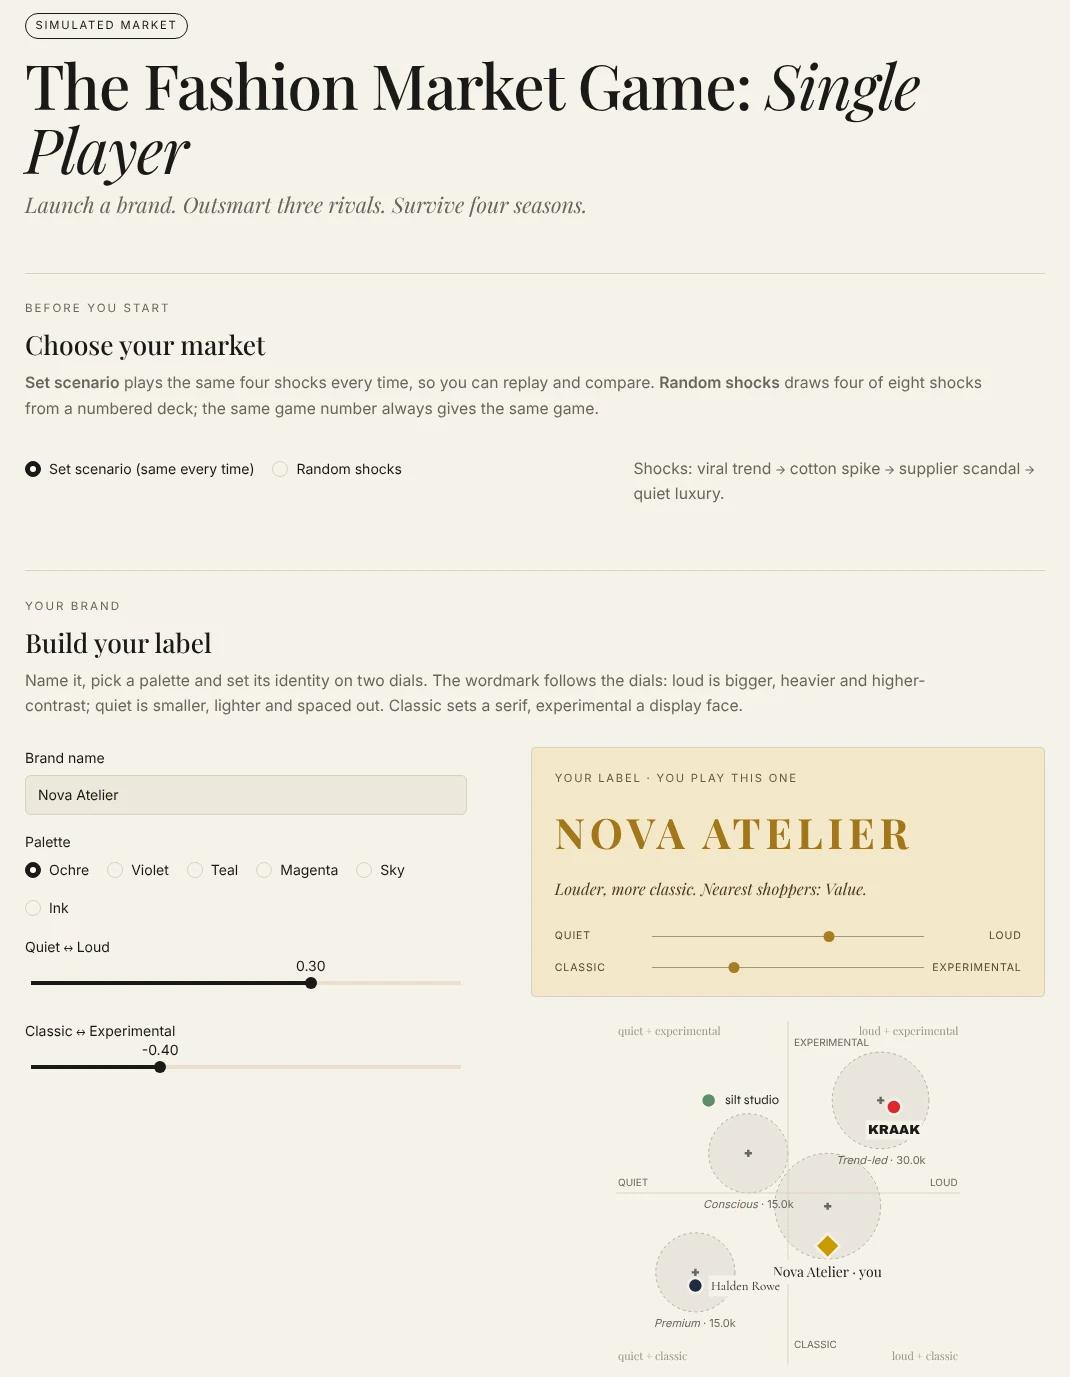 SIMULATED MARKET
The Fashion Market Game: Single
Player
Launch a brand. Outsmart three rivals. Survive four seasons.
BEFORE YOU START
Choose your market
Set scenario plays the same four shocks every time, so you can replay and compare. Random shocks draws four of eight shocks
from a numbered deck; the same game number always gives the same game.
Set scenario (same every time) Random shocks
Shocks: viral trend → cotton spike → supplier scandal →
quiet luxury.
YOUR BRAND
Build your label
Name it, pick a palette and set its identity on two dials. The wordmark follows the dials: loud is bigger, heavier and higher-
contrast; quiet is smaller, lighter and spaced out. Classic sets a serif, experimental a display face.
Brand name
Nova Atelier
Palette
Ochre Violet Teal Magenta Sky
Ink
Quiet ↔ Loud
0.30
Classic ↔ Experimental
-0.40
YOUR LABEL · YOU PLAY THIS ONE
NOVA ATELIER
Louder, more classic. Nearest shoppers: Value.
QUIET LOUD
CLASSIC EXPERIMENTAL
quiet + experimental loud + experimental
EXPERIMENTAL
silt studio
KRAAK
Trend-led · 30.0k
QUIET LOUD
Conscious · 15.0k
Nova Atelier · you
Halden Rowe
Premium · 15.0k
CLASSIC
quiet + classic loud + classic